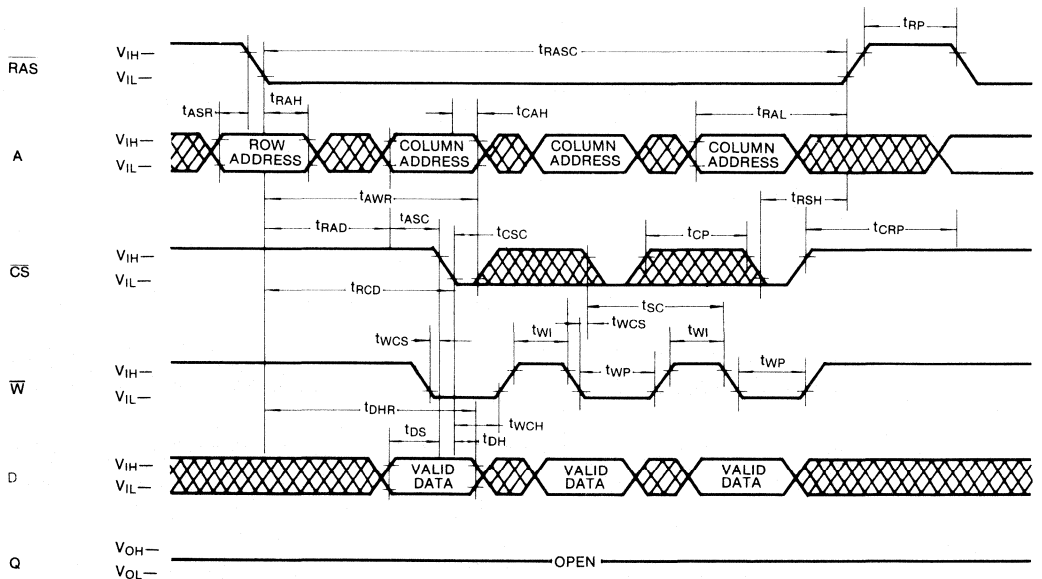 tRP
VIH
tRASC
RAS
VIL
tASR
tRAH
tCAH
tRAL
VIH
ROW ADDRESS
COLUMN ADDRESS
COLUMN ADDRESS
COLUMN ADDRESS
A
VIL
tAWR
tRSH
tRAD
tASC
tCSC
tCP
tCRP
VIH
CS
VIL
tRCD
tSC
tWCS
tWI
tWCS
tWI
VIH
tWP
tWP
W
VIL
tDHR
tWCH
tDS
tDH
VIH
VALID DATA
VALID DATA
VALID DATA
D
VIL
VOH
Q
OPEN
VOL